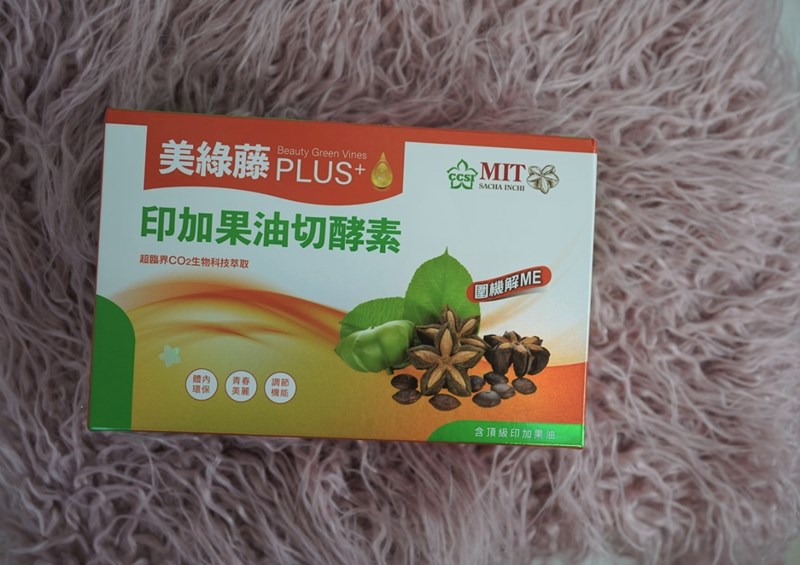 美綠藤
Beauty Green Vines
PLUS+
CCSI
MIT
SACHA INCHI
印加果油切酵素
超臨界CO2生物科技萃取
圍機解ME
體內
環保
青春
美麗
調節
機能
含頂級印加果油